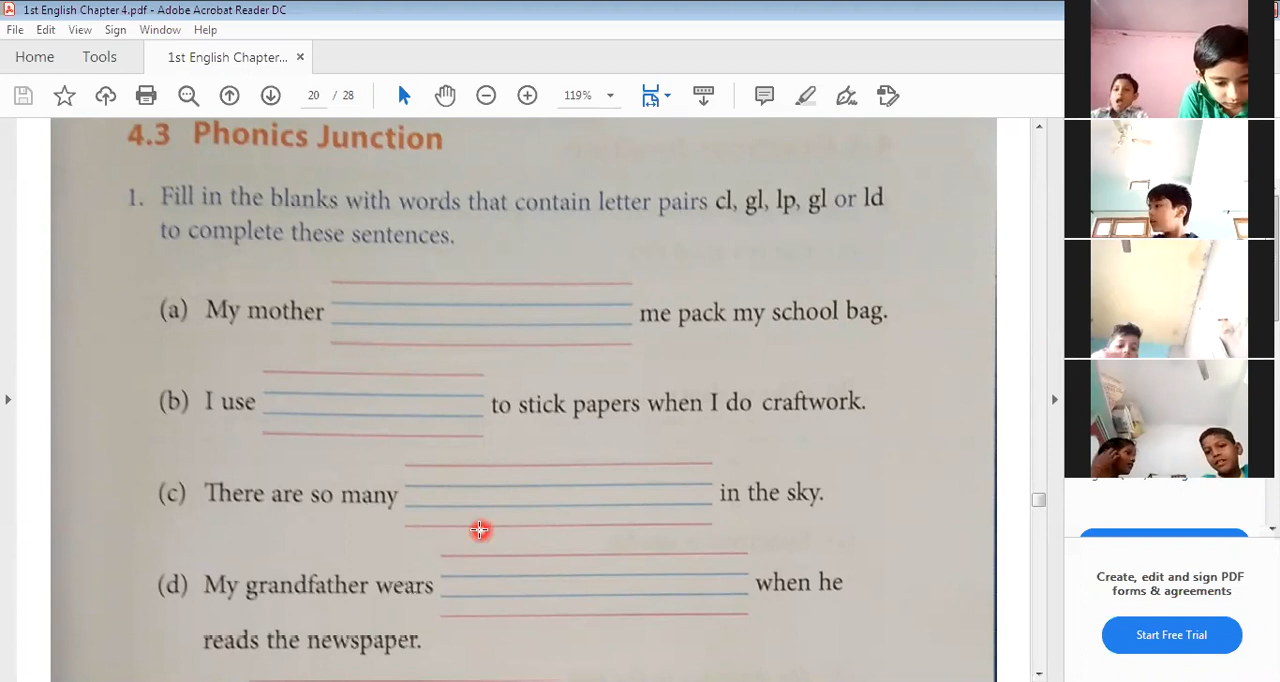 1st English Chapter 4.pdf - Adobe Acrobat Reader DC
File Edit View Sign Window Help
Home Tools 1st English Chapter... ×
20 / 28 119%
4.3 Phonics Junction
1. Fill in the blanks with words that contain letter pairs cl, gl, lp, gl or ld
to complete these sentences.
(a) My mother me pack my school bag.
(b) I use to stick papers when I do craftwork.
(c) There are so many in the sky.
(d) My grandfather wears when he
reads the newspaper.
Create, edit and sign PDF
forms & agreements
Start Free Trial